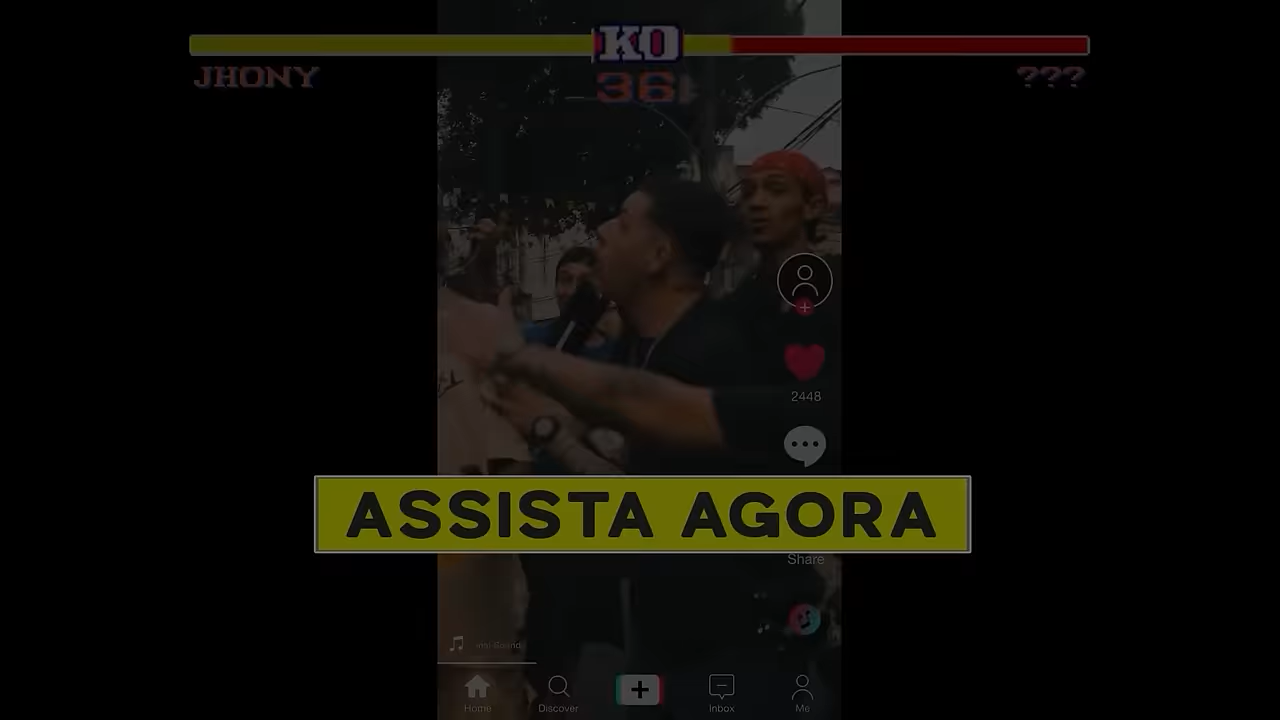 KO
JHONY
36
???
2448
ASSISTA AGORA
Share
Home
Discover
Inbox
Me